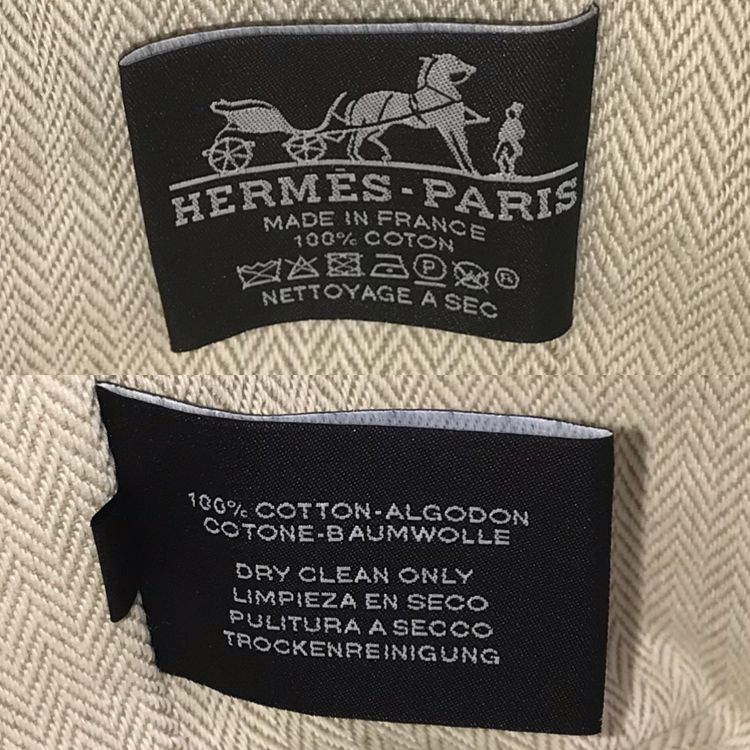 HERMÈS-PARIS
MADE IN FRANCE
100% COTON
P W ®
NETTOYAGE A SEC
100% COTTON-ALGODON
COTONE-BAUMWOLLE
DRY CLEAN ONLY
LIMPIEZA EN SECO
PULITURA A SECCO
TROCKENREINIGUNG